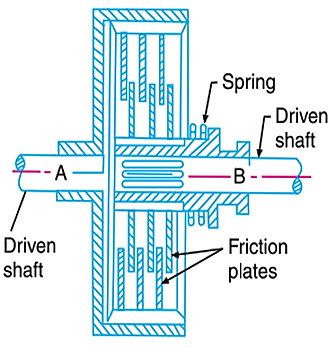 Spring
Driven
shaft
A
B
Driven
shaft
Friction
plates